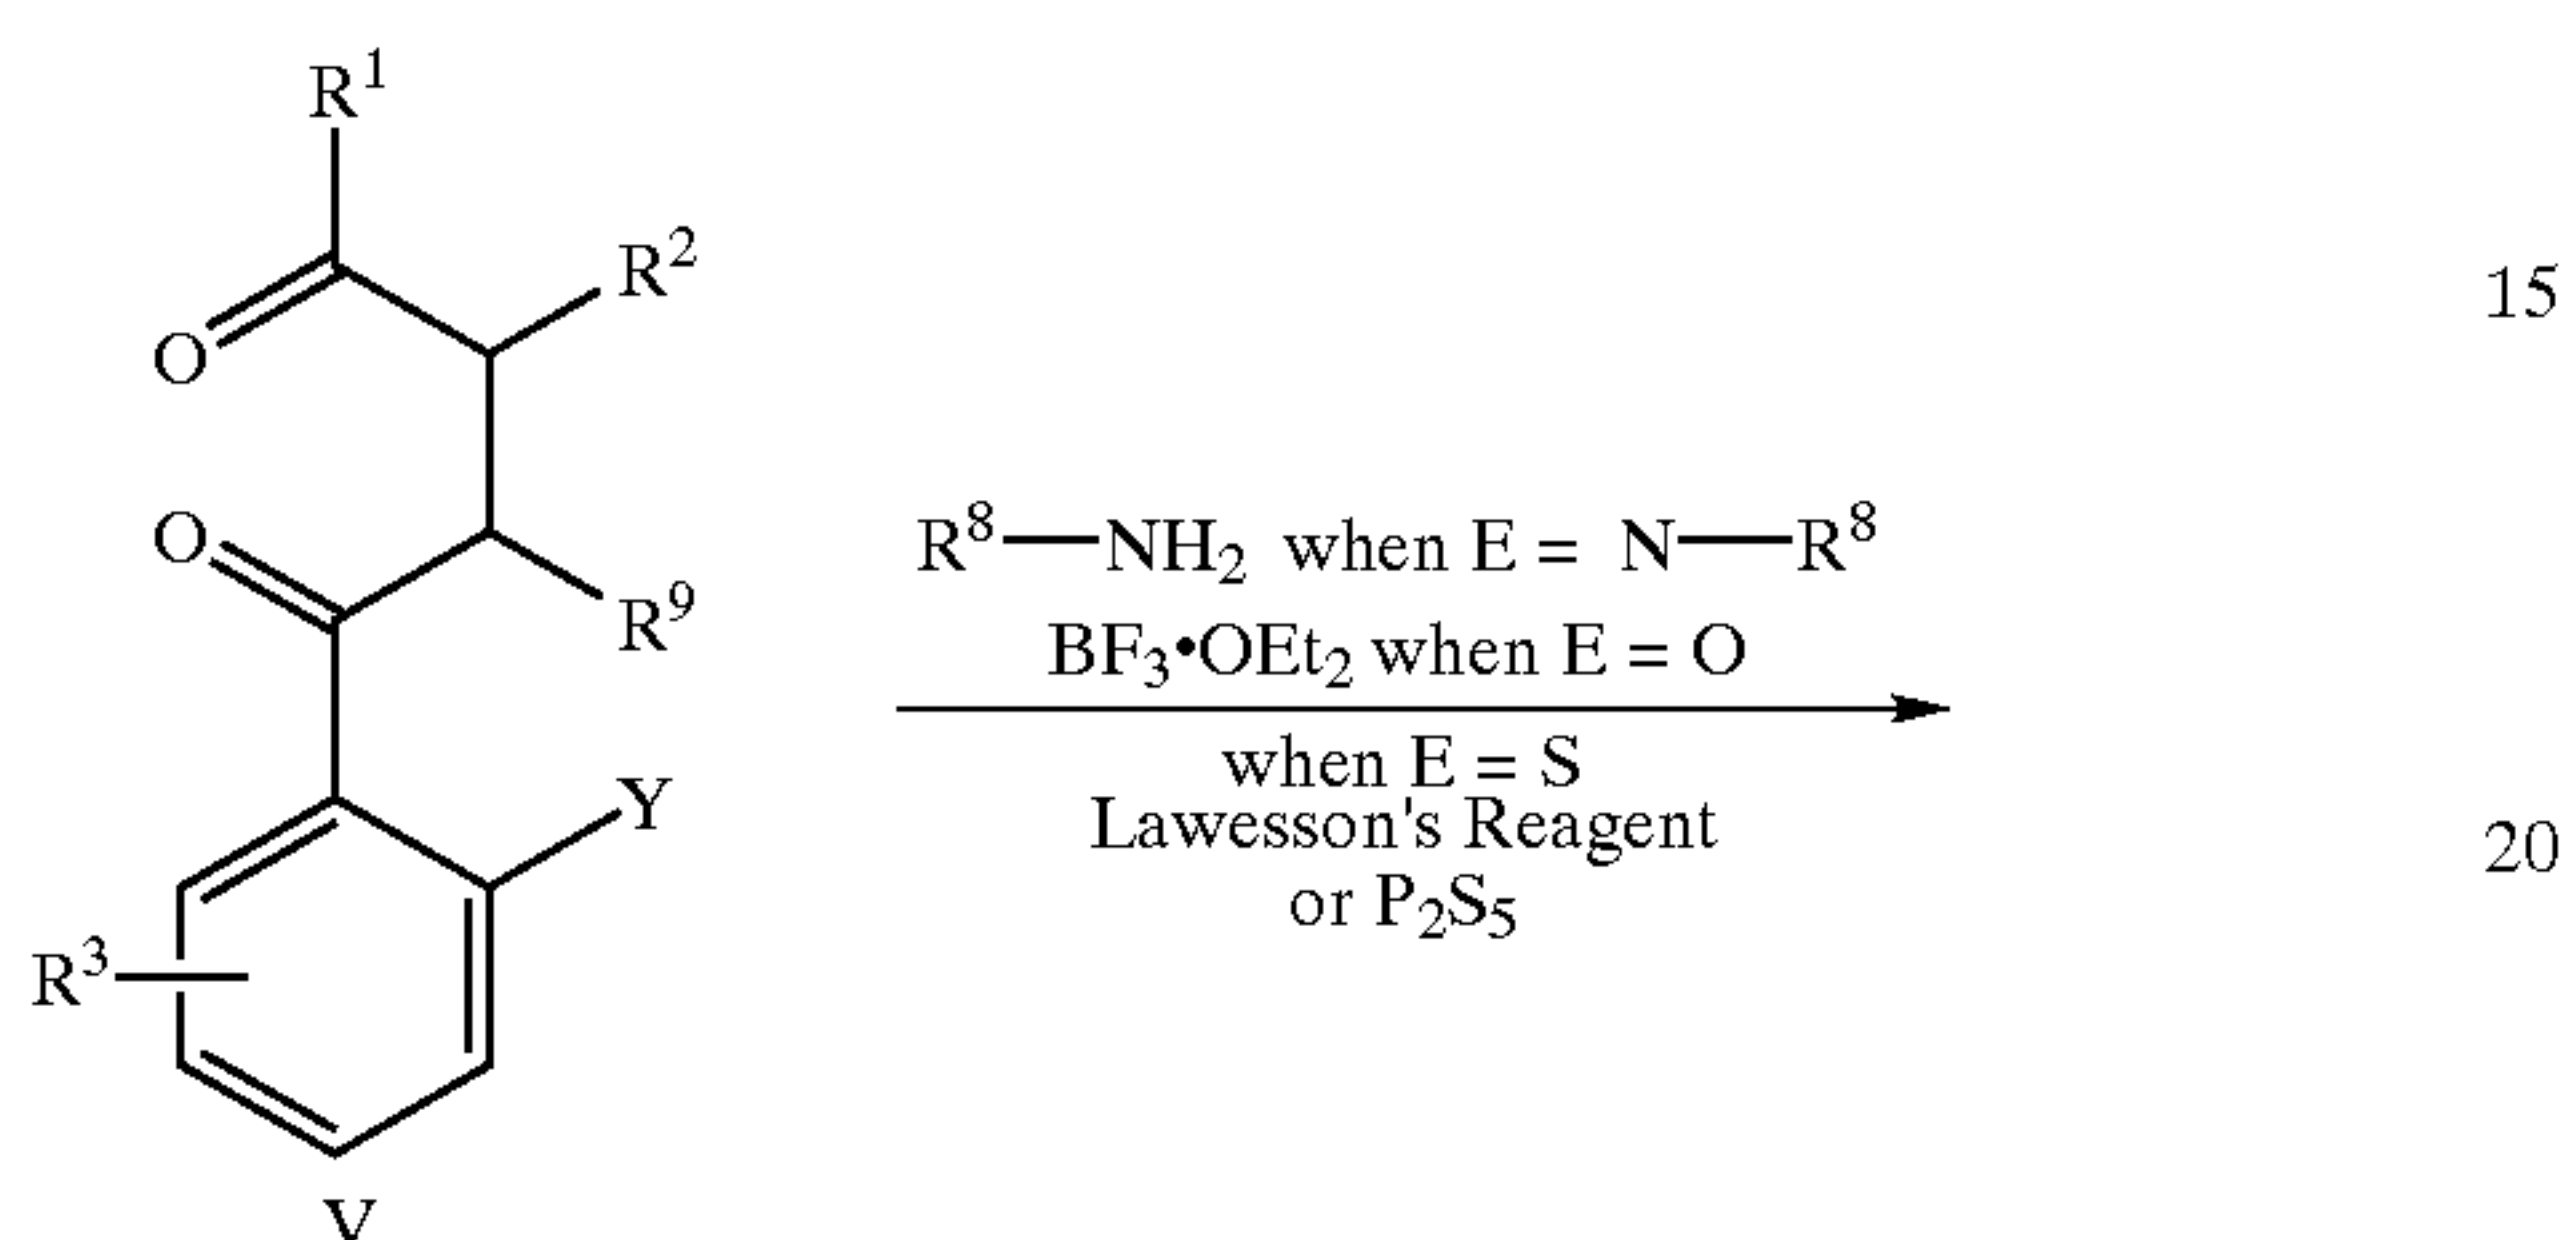 R¹
R²
15
O
O
R⁸—NH₂ when E = N—R⁸
R⁹
BF₃•OEt₂ when E = O
when E = S
Y
Lawesson's Reagent
20
or P₂S₅
R³
V